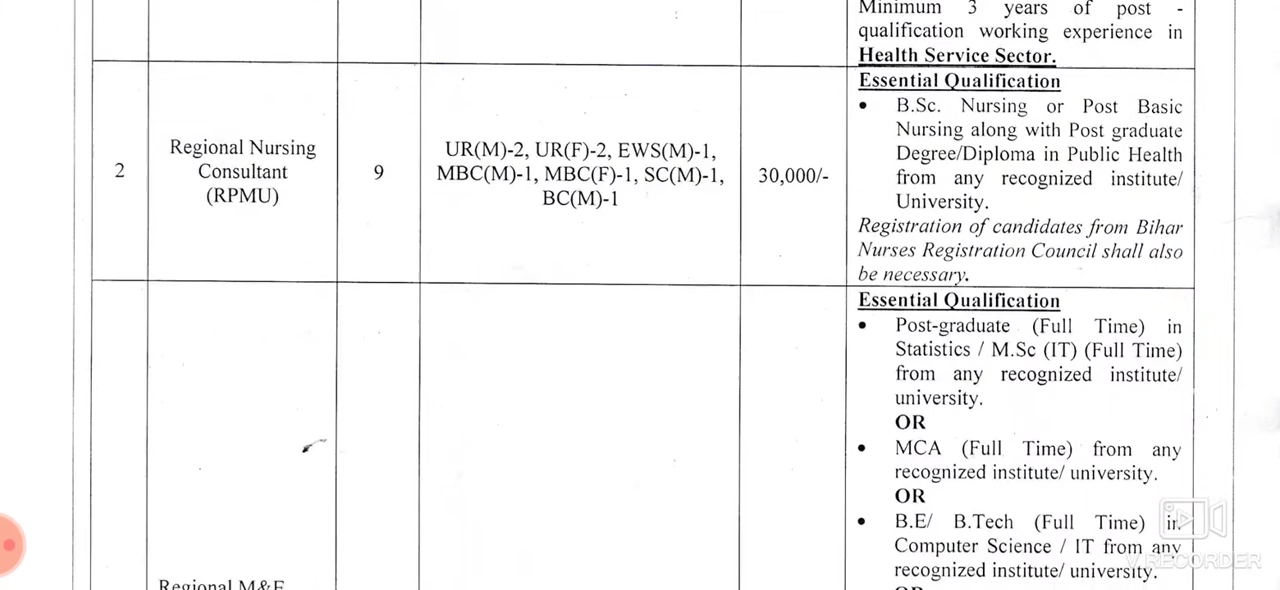 Minimum 3 years of post -
qualification working experience in
Health Service Sector.
2
Regional Nursing
Consultant
(RPMU)
9
UR(M)-2, UR(F)-2, EWS(M)-1,
MBC(M)-1, MBC(F)-1, SC(M)-1,
BC(M)-1
30,000/-
Essential Qualification
• B.Sc. Nursing or Post Basic
Nursing along with Post graduate
Degree/Diploma in Public Health
from any recognized institute/
University.
Registration of candidates from Bihar
Nurses Registration Council shall also
be necessary.
Regional M&E
Essential Qualification
• Post-graduate (Full Time) in
Statistics / M.Sc (IT) (Full Time)
from any recognized institute/
university.
OR
• MCA (Full Time) from any
recognized institute/ university.
OR
• B.E/ B.Tech (Full Time) in
Computer Science / IT from any
recognized institute/ university.
OR
V RECORDER